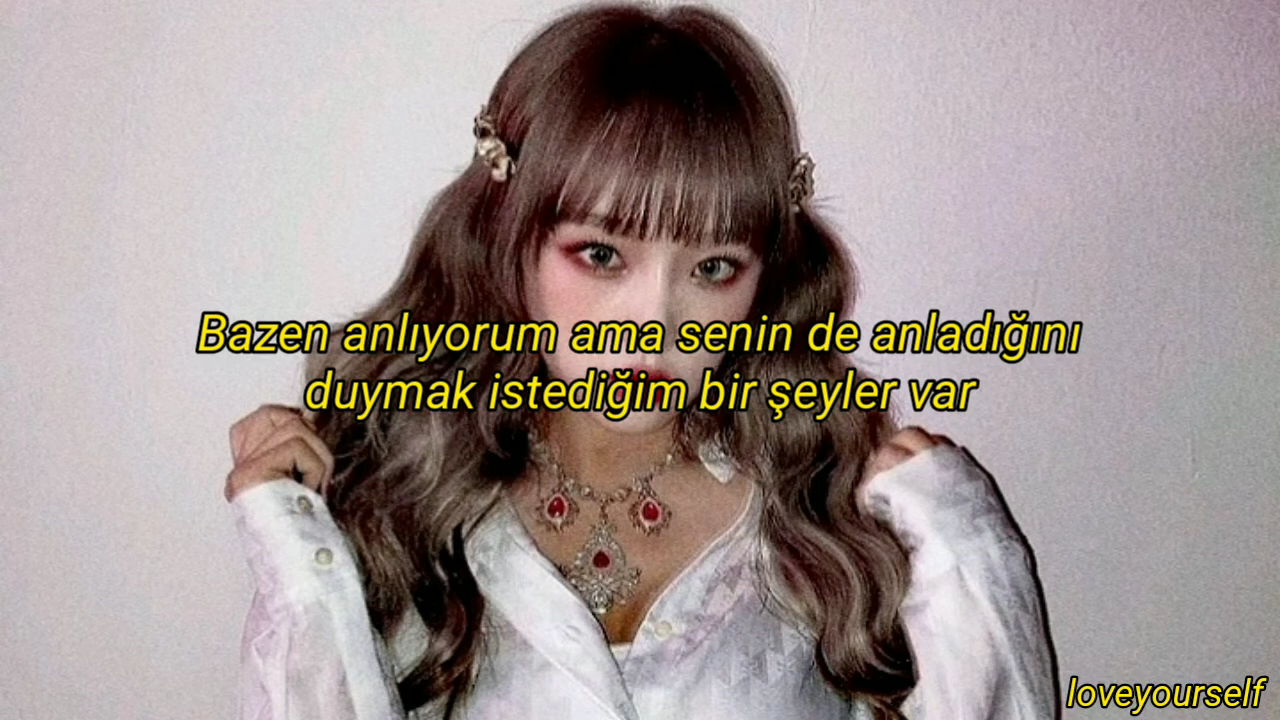 Bazen anlıyorum ama senin de anladığını
duymak istediğim bir şeyler var
loveyourself